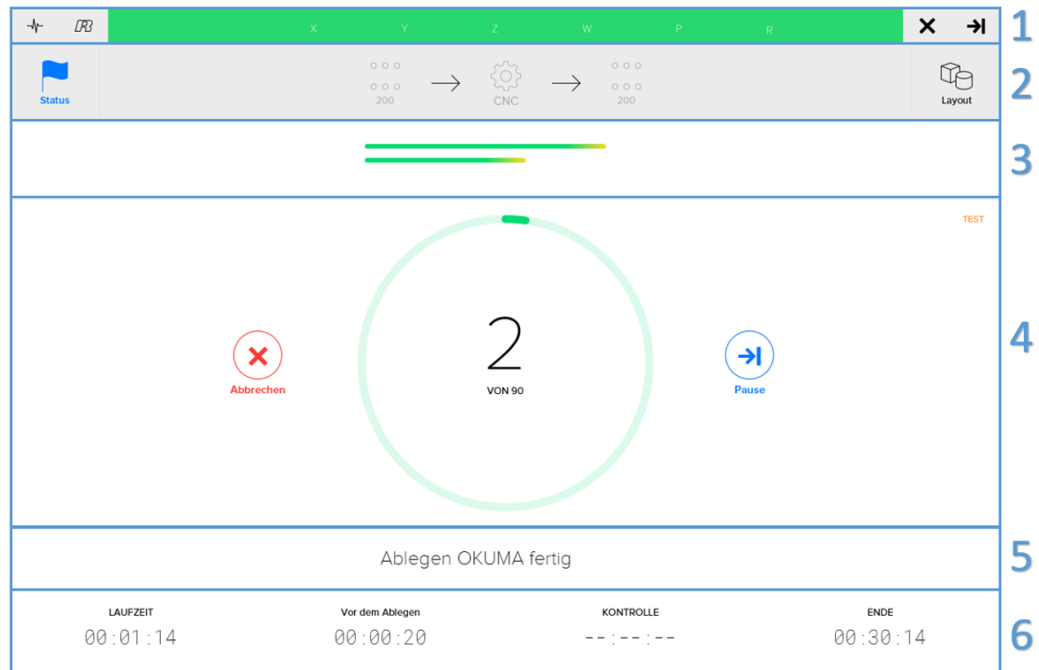 R X Y Z W P R 1
Status 200 CNC 200 Layout 2
3
TEST
2
VON 90
Abbrechen Pause 4
Ablegen OKUMA fertig 5
LAUFZEIT Vor dem Ablegen KONTROLLE ENDE
00:01:14 00:00:20 --:--:-- 00:30:14 6